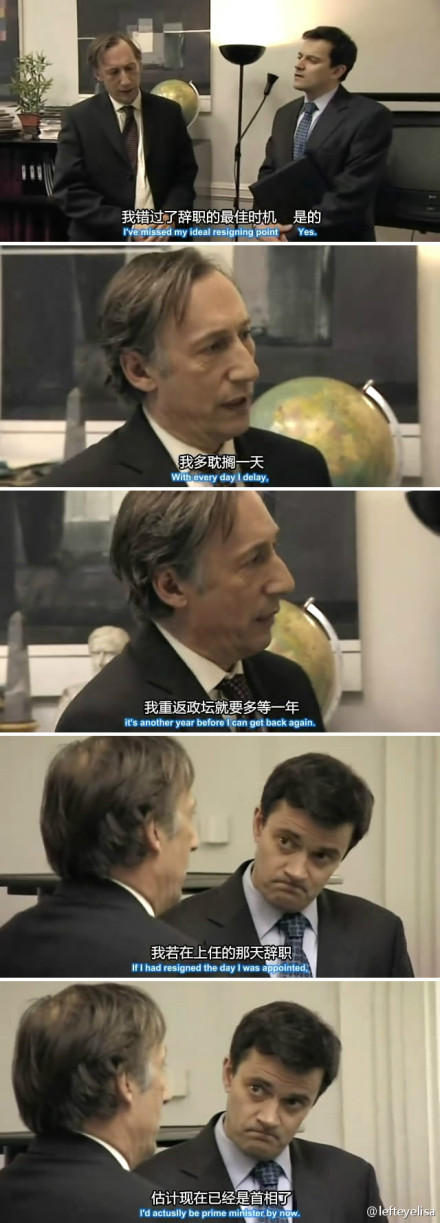 我错过了辞职的最佳时机 是的
I've missed my ideal resigning point Yes.
我多耽搁一天
With every day I delay,
我重返政坛就要多等一年
it's another year before I can get back again.
我若在上任的那天辞职
If I had resigned the day I was appointed,
估计现在已经是首相了
I'd actuslly be prime minister by now.
@lefteyelisa